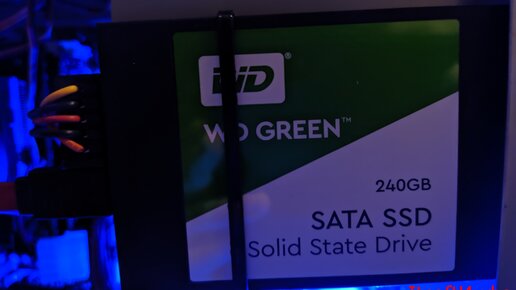 WD®
WD GREEN™
240GB
SATA SSD
Solid State Drive